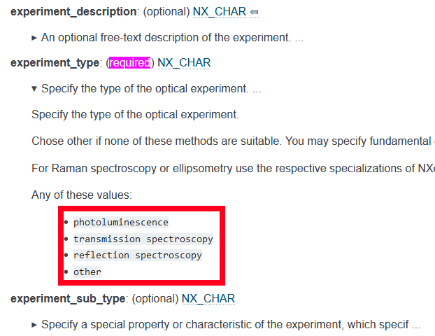 experiment_description: (optional) NX_CHAR ⇚
▸ An optional free-text description of the experiment. ...
experiment_type: (required) NX_CHAR
▾ Specify the type of the optical experiment. ...
Specify the type of the optical experiment.
Chose other if none of these methods are suitable. You may specify fundamental
For Raman spectroscopy or ellipsometry use the respective specializations of NX
Any of these values:
• photoluminescence
• transmission spectroscopy
• reflection spectroscopy
• other
experiment_sub_type: (optional) NX_CHAR
▸ Specify a special property or characteristic of the experiment, which specif ...